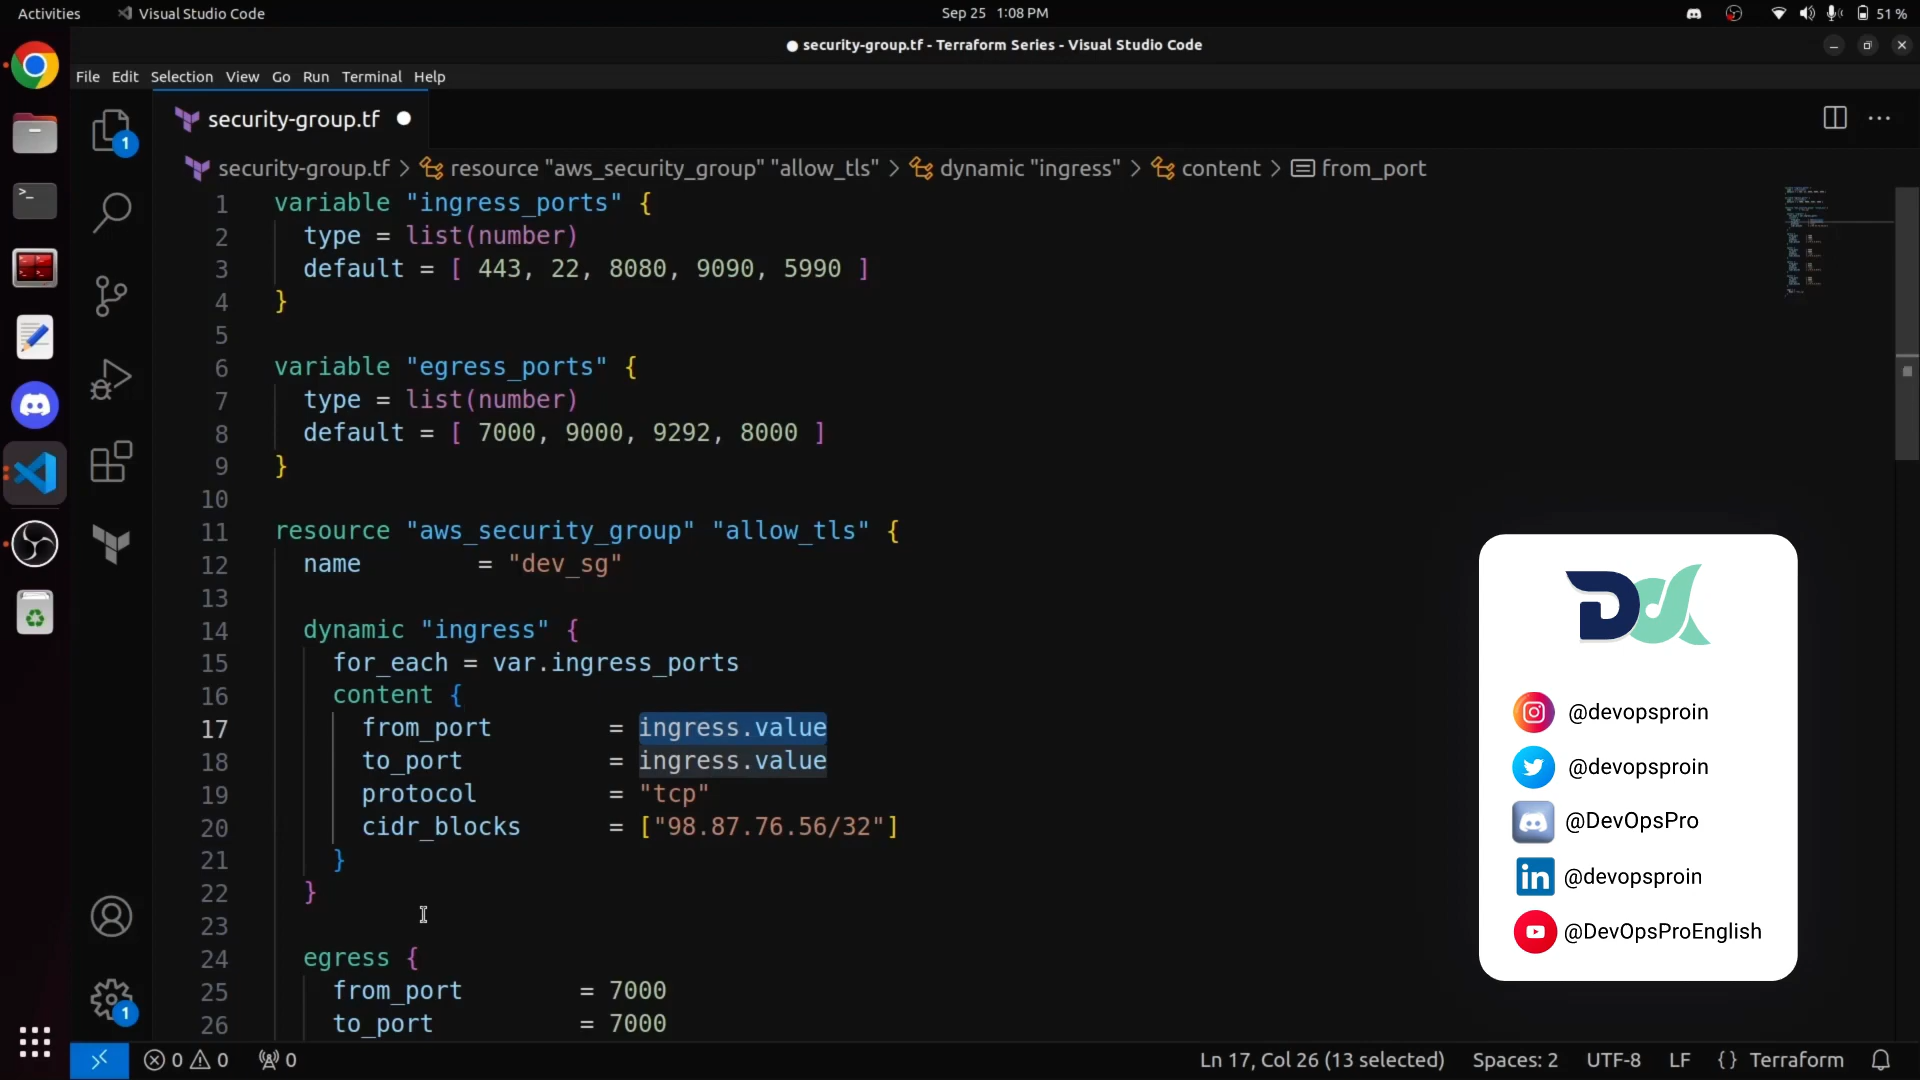 Activities
Visual Studio Code
Sep 25 1:08 PM
51 %
security-group.tf - Terraform Series - Visual Studio Code
File Edit Selection View Go Run Terminal Help
1
security-group.tf
security-group.tf > resource "aws_security_group" "allow_tls" > dynamic "ingress" > content > from_port
1 variable "ingress_ports" {
2 type = list(number)
3 default = [ 443, 22, 8080, 9090, 5990 ]
4 }
5
6 variable "egress_ports" {
7 type = list(number)
8 default = [ 7000, 9000, 9292, 8000 ]
9 }
10
11 resource "aws_security_group" "allow_tls" {
12 name = "dev_sg"
13
14 dynamic "ingress" {
15 for_each = var.ingress_ports
16 content {
17 from_port = ingress.value
18 to_port = ingress.value
19 protocol = "tcp"
20 cidr_blocks = ["98.87.76.56/32"]
21 }
22 }
23
24 egress {
25 from_port = 7000
26 to_port = 7000
@devopsproin
@devopsproin
@DevOpsPro
in @devopsproin
@DevOpsProEnglish
1
0 0 0
Ln 17, Col 26 (13 selected) Spaces: 2 UTF-8 LF {} Terraform